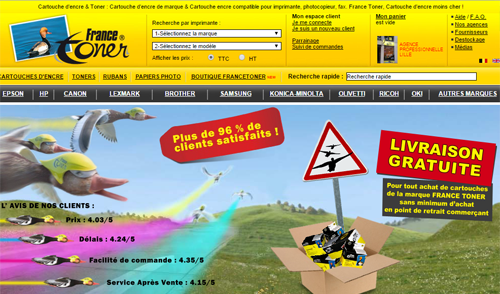 Cartouche d'encre & Toner : Cartouche d'encre de marque & Cartouche encre compatible pour imprimante, photocopieur, fax. France Toner, Cartouche d'encre moins cher !
France
Toner
Recherche par imprimante :
1-Sélectionnez la marque
2-Sélectionnez le modèle
Afficher les prix : TTC HT
Mon espace client
Je me connecte
Je suis un nouveau client
Parrainage
Suivi de commandes
Mon panier
est vide
AGENCE
PROFESSIONNELLE
LILLE
Aide / F.A.Q.
Nos agences
Fournisseurs
Destockage
Médias
CARTOUCHES D'ENCRE TONERS RUBANS PAPIERS PHOTO BOUTIQUE FRANCETONER NEW Recherche rapide : Recherche rapide
EPSON HP CANON LEXMARK BROTHER SAMSUNG KONICA-MINOLTA OLIVETTI RICOH OKI AUTRES MARQUES
Plus de 96 % de
clients satisfaits !
LIVRAISON
GRATUITE
Pour tout achat de cartouches
de la marque FRANCE TONER
sans minimum d'achat
en point de retrait commerçant
L' AVIS DE NOS CLIENTS :
Prix : 4.03/5
Délais : 4.24/5
Facilité de commande : 4.35/5
Service Après Vente : 4.15/5